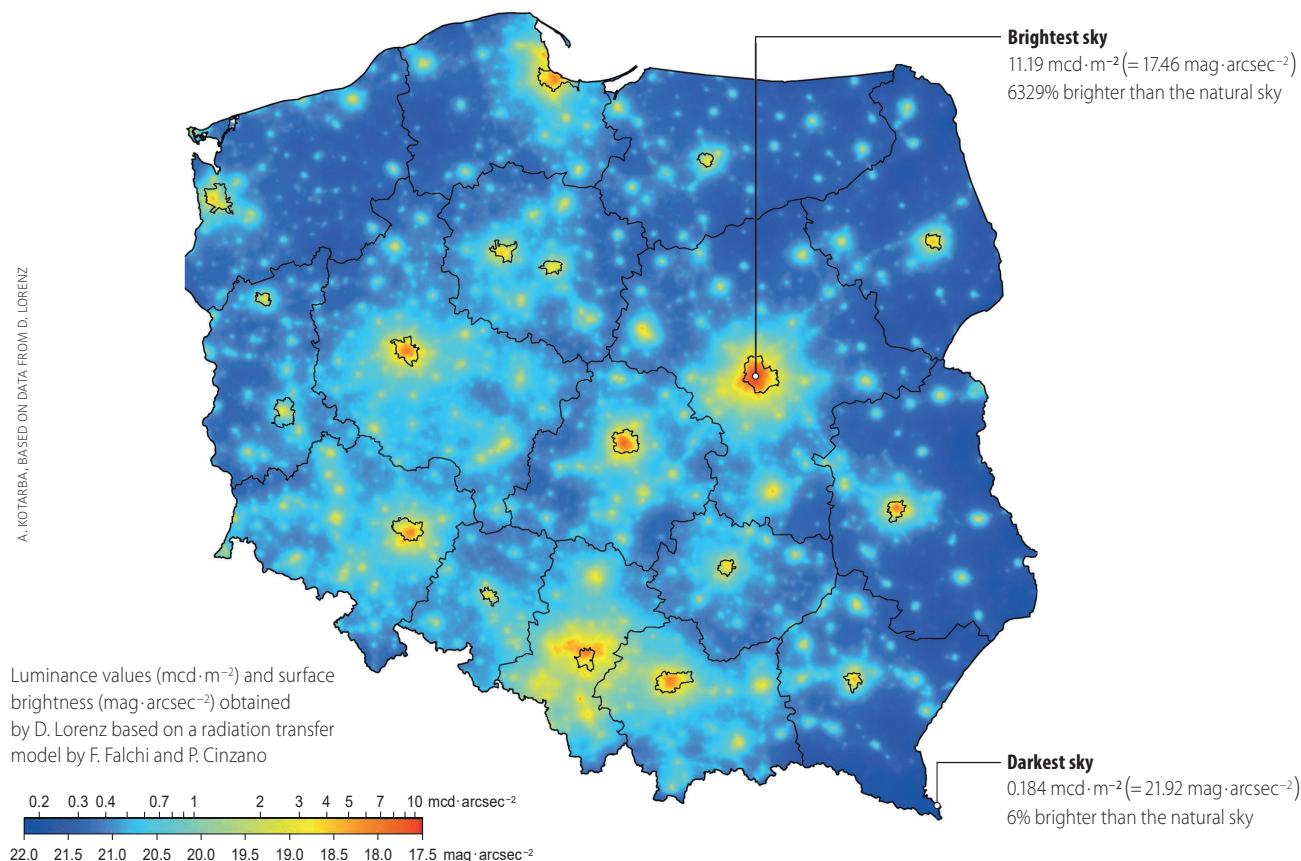 Brightest sky
11.19 mcd·m⁻² (= 17.46 mag·arcsec⁻²)
6329% brighter than the natural sky
A. KOTARBA, BASED ON DATA FROM D. LORENZ
Luminance values (mcd·m⁻²) and surface
brightness (mag·arcsec⁻²) obtained
by D. Lorenz based on a radiation transfer
model by F. Falchi and P. Cinzano
Darkest sky
0.184 mcd·m⁻² (= 21.92 mag·arcsec⁻²)
6% brighter than the natural sky
0.2 0.3 0.4 0.7 1 2 3 4 5 7 10 mcd·arcsec⁻²
22.0 21.5 21.0 20.5 20.0 19.5 19.0 18.5 18.0 17.5 mag·arcsec⁻²